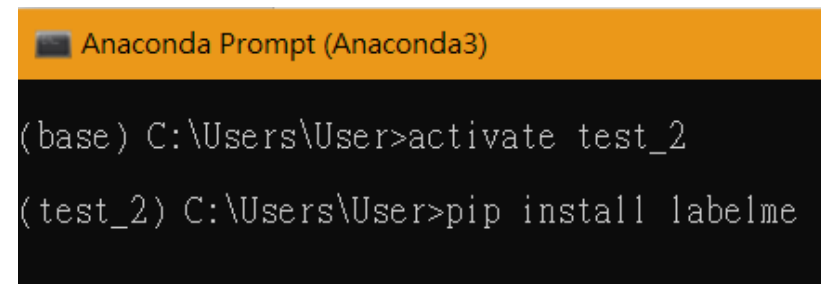 Anaconda Prompt (Anaconda3)
(base) C:\Users\User>activate test_2
(test_2) C:\Users\User>pip install labelme